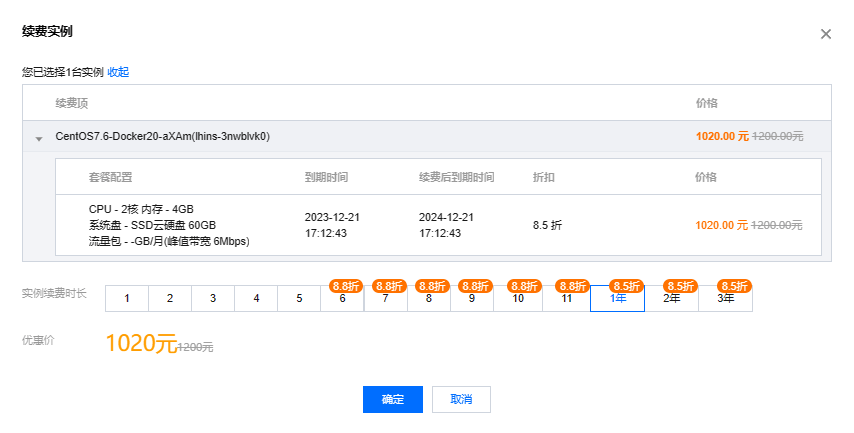 续费实例
您已选择1台实例 收起
续费项 价格
CentOS7.6-Docker20-aXAm(lhins-3nwblvk0) 1020.00 元 1200.00元
套餐配置 到期时间 续费后到期时间 折扣 价格
CPU - 2核 内存 - 4GB
系统盘 - SSD云硬盘 60GB
流量包 - -GB/月(峰值带宽 6Mbps)
2023-12-21
17:12:43
2024-12-21
17:12:43
8.5 折
1020.00 元 1200.00元
8.8折 8.8折 8.8折 8.8折 8.8折 8.8折 8.5折 8.5折 8.5折
实例续费时长 1 2 3 4 5 6 7 8 9 10 11 1年 2年 3年
优惠价 1020元1200元
确定 取消